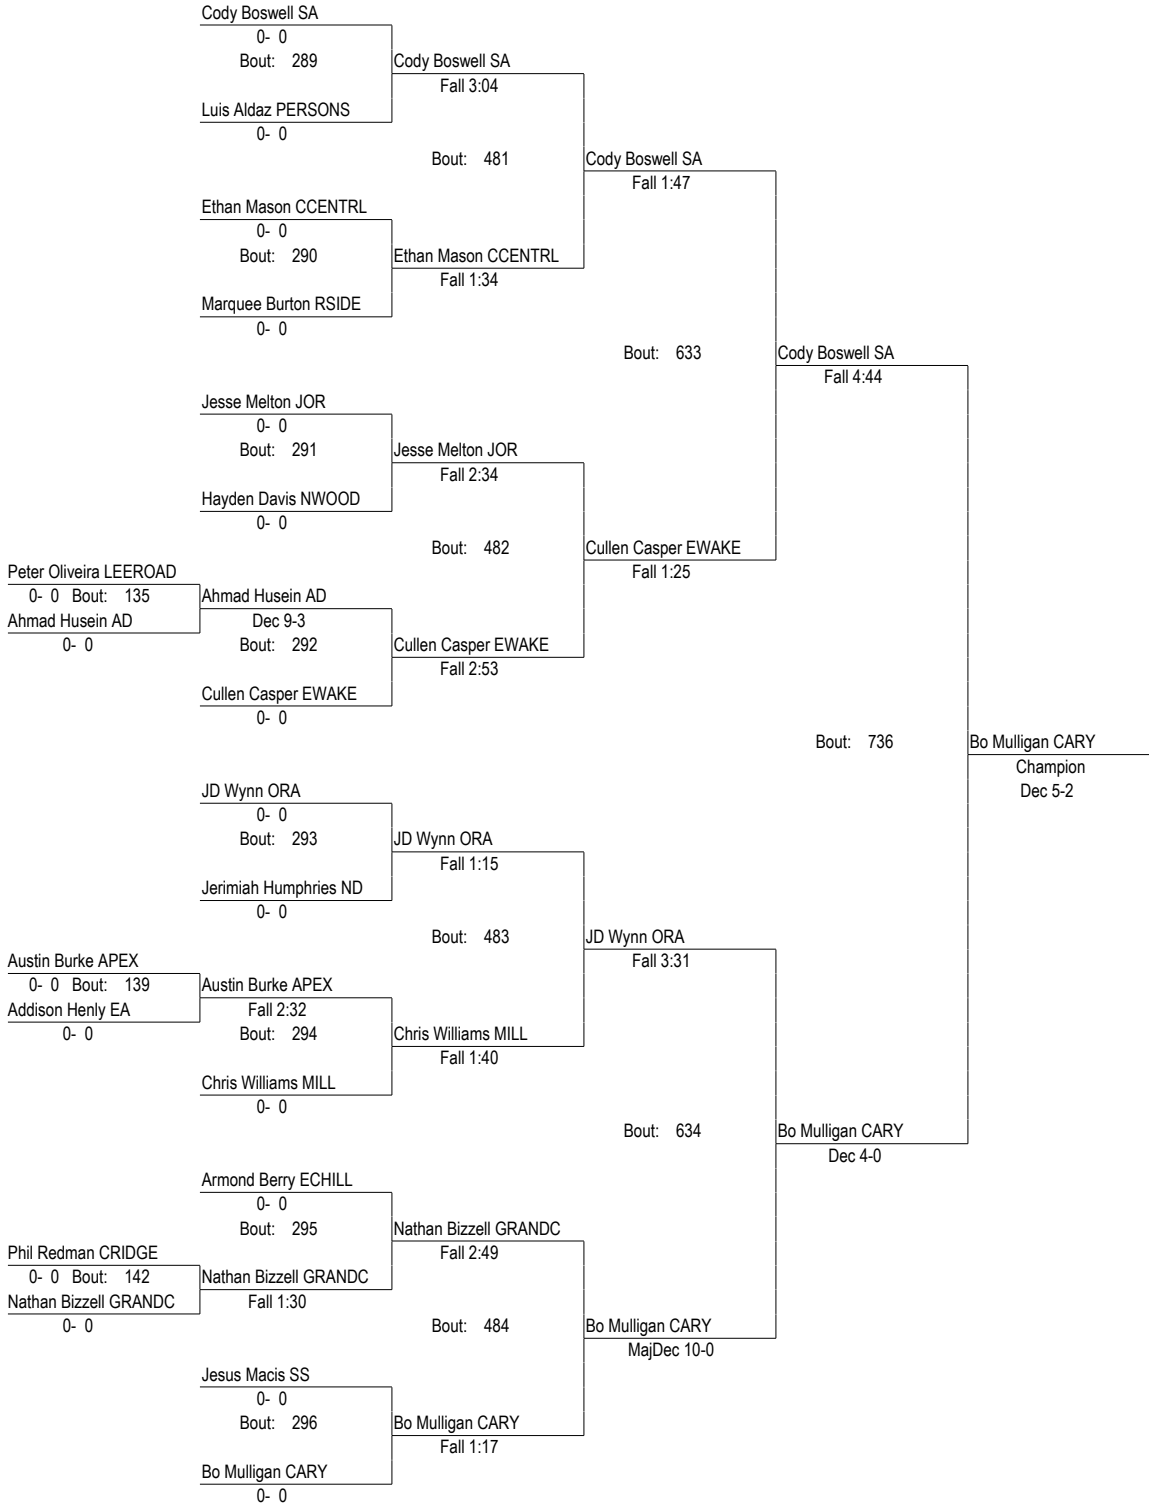 Cody Boswell SA
0- 0
Bout: 289
Cody Boswell SA
Fall 3:04
Luis Aldaz PERSONS
0- 0
Bout: 481
Cody Boswell SA
Fall 1:47
Ethan Mason CCENTRL
0- 0
Bout: 290
Ethan Mason CCENTRL
Fall 1:34
Marquee Burton RSIDE
0- 0
Bout: 633
Cody Boswell SA
Fall 4:44
Jesse Melton JOR
0- 0
Bout: 291
Jesse Melton JOR
Fall 2:34
Hayden Davis NWOOD
0- 0
Bout: 482
Cullen Casper EWAKE
Fall 1:25
Peter Oliveira LEEROAD
0- 0 Bout: 135
Ahmad Husein AD
0- 0
Ahmad Husein AD
Dec 9-3
Bout: 292
Cullen Casper EWAKE
Fall 2:53
Cullen Casper EWAKE
0- 0
Bout: 736
Bo Mulligan CARY
Champion
Dec 5-2
JD Wynn ORA
0- 0
Bout: 293
JD Wynn ORA
Fall 1:15
Jerimiah Humphries ND
0- 0
Bout: 483
JD Wynn ORA
Fall 3:31
Austin Burke APEX
0- 0 Bout: 139
Addison Henly EA
0- 0
Austin Burke APEX
Fall 2:32
Bout: 294
Chris Williams MILL
Fall 1:40
Chris Williams MILL
0- 0
Bout: 634
Bo Mulligan CARY
Dec 4-0
Armond Berry ECHILL
0- 0
Bout: 295
Nathan Bizzell GRANDC
Fall 2:49
Phil Redman CRIDGE
0- 0 Bout: 142
Nathan Bizzell GRANDC
0- 0
Nathan Bizzell GRANDC
Fall 1:30
Bout: 484
Bo Mulligan CARY
MajDec 10-0
Jesus Macis SS
0- 0
Bout: 296
Bo Mulligan CARY
Fall 1:17
Bo Mulligan CARY
0- 0